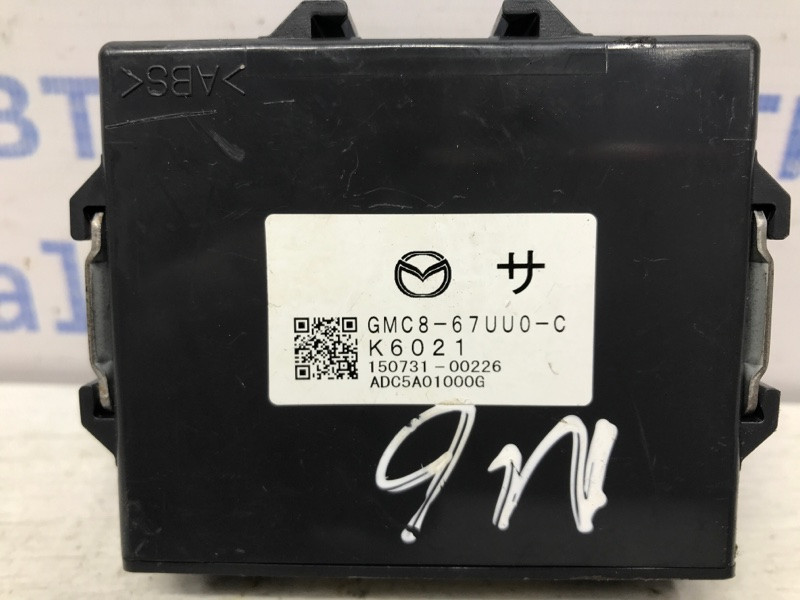 >ABS<
サ
GMC8-67UU0-C
K6021
150731-00226
ADC5A01000G